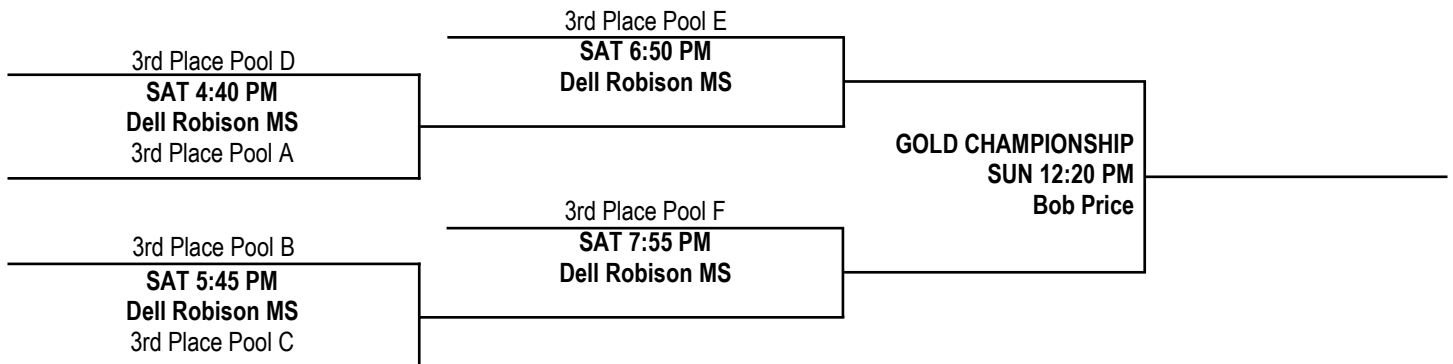 3rd Place Pool E
SAT 6:50 PM
Dell Robison MS
3rd Place Pool D
SAT 4:40 PM
Dell Robison MS
3rd Place Pool A
GOLD CHAMPIONSHIP
SUN 12:20 PM
Bob Price
3rd Place Pool F
SAT 7:55 PM
Dell Robison MS
3rd Place Pool B
SAT 5:45 PM
Dell Robison MS
3rd Place Pool C